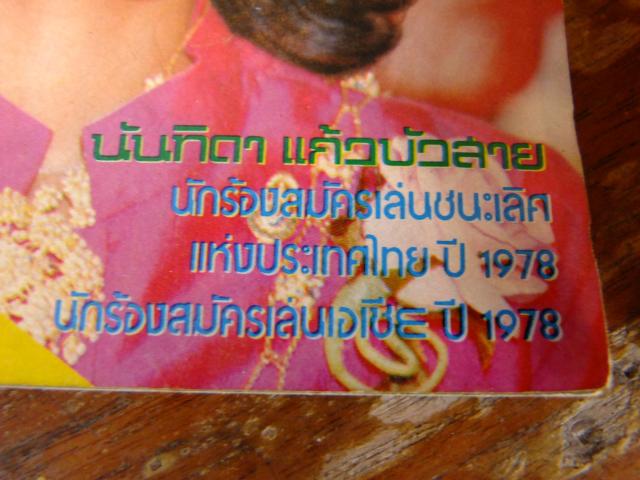 นันทิดา แก้วบัวสาย
นักร้องสมัครเล่นชนะเลิศ
แห่งประเทศไทย ปี 1978
นักร้องสมัครเล่นเอเชีย ปี 1978